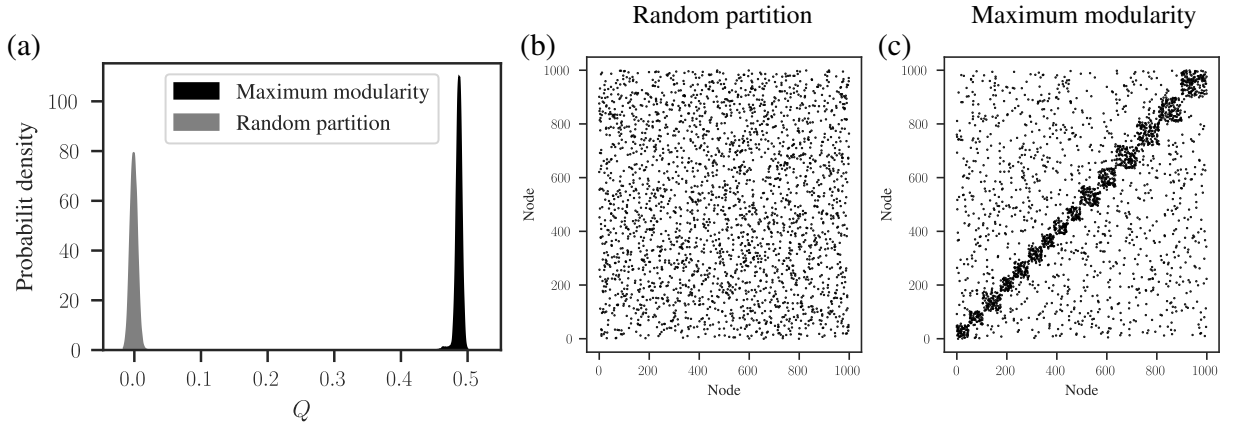 Random partition
Maximum modularity
(a)
(b)
(c)
Maximum modularity
Random partition
Probabilit density
0
20
40
60
80
100
0.0 0.1 0.2 0.3 0.4 0.5
Q
Node
1000
800
600
400
200
0
0 200 400 600 800 1000
Node
Node
1000
800
600
400
200
0
0 200 400 600 800 1000
Node